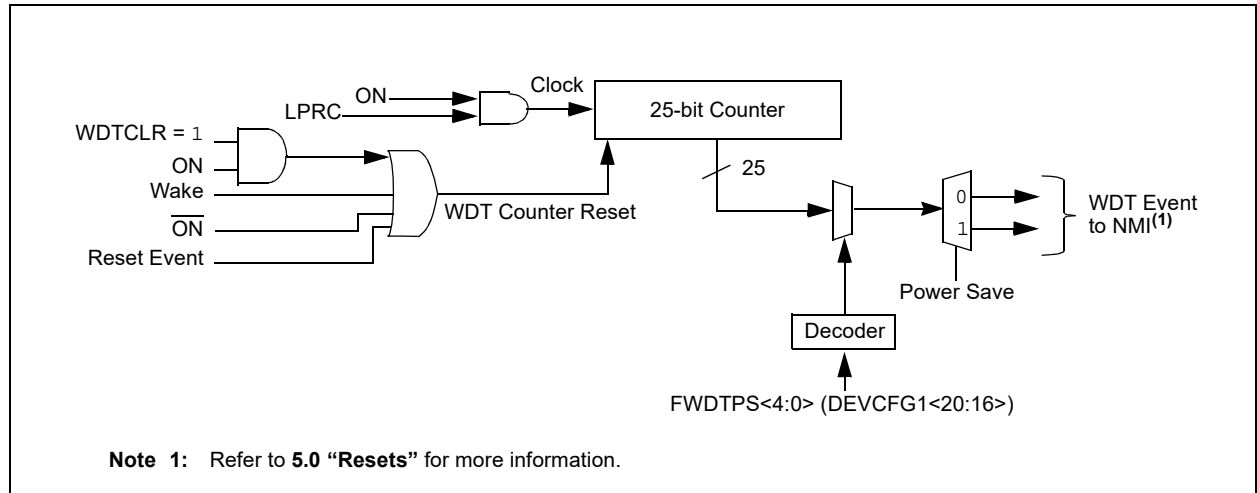 ON
Clock
LPRC
25-bit Counter
WDTCLR = 1
ON
25
Wake
WDT Counter Reset
0
1
WDT Event
to NMI(1)
O̅N̅
Reset Event
Power Save
Decoder
FWDTPS<4:0> (DEVCFG1<20:16>)
Note 1: Refer to 5.0 “Resets” for more information.